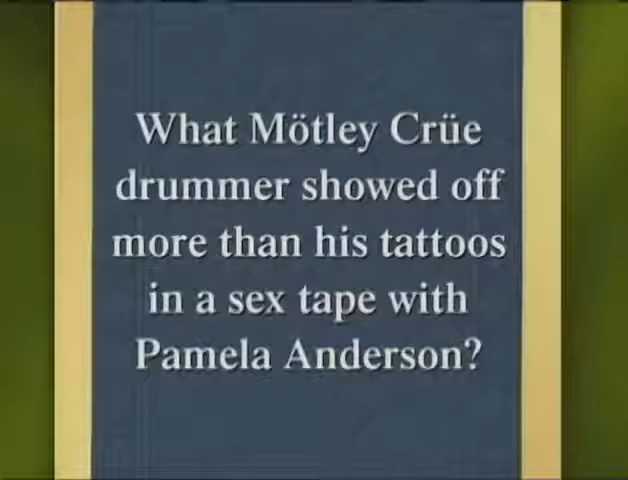 What Mötley Crüe
drummer showed off
more than his tattoos
in a sex tape with
Pamela Anderson?